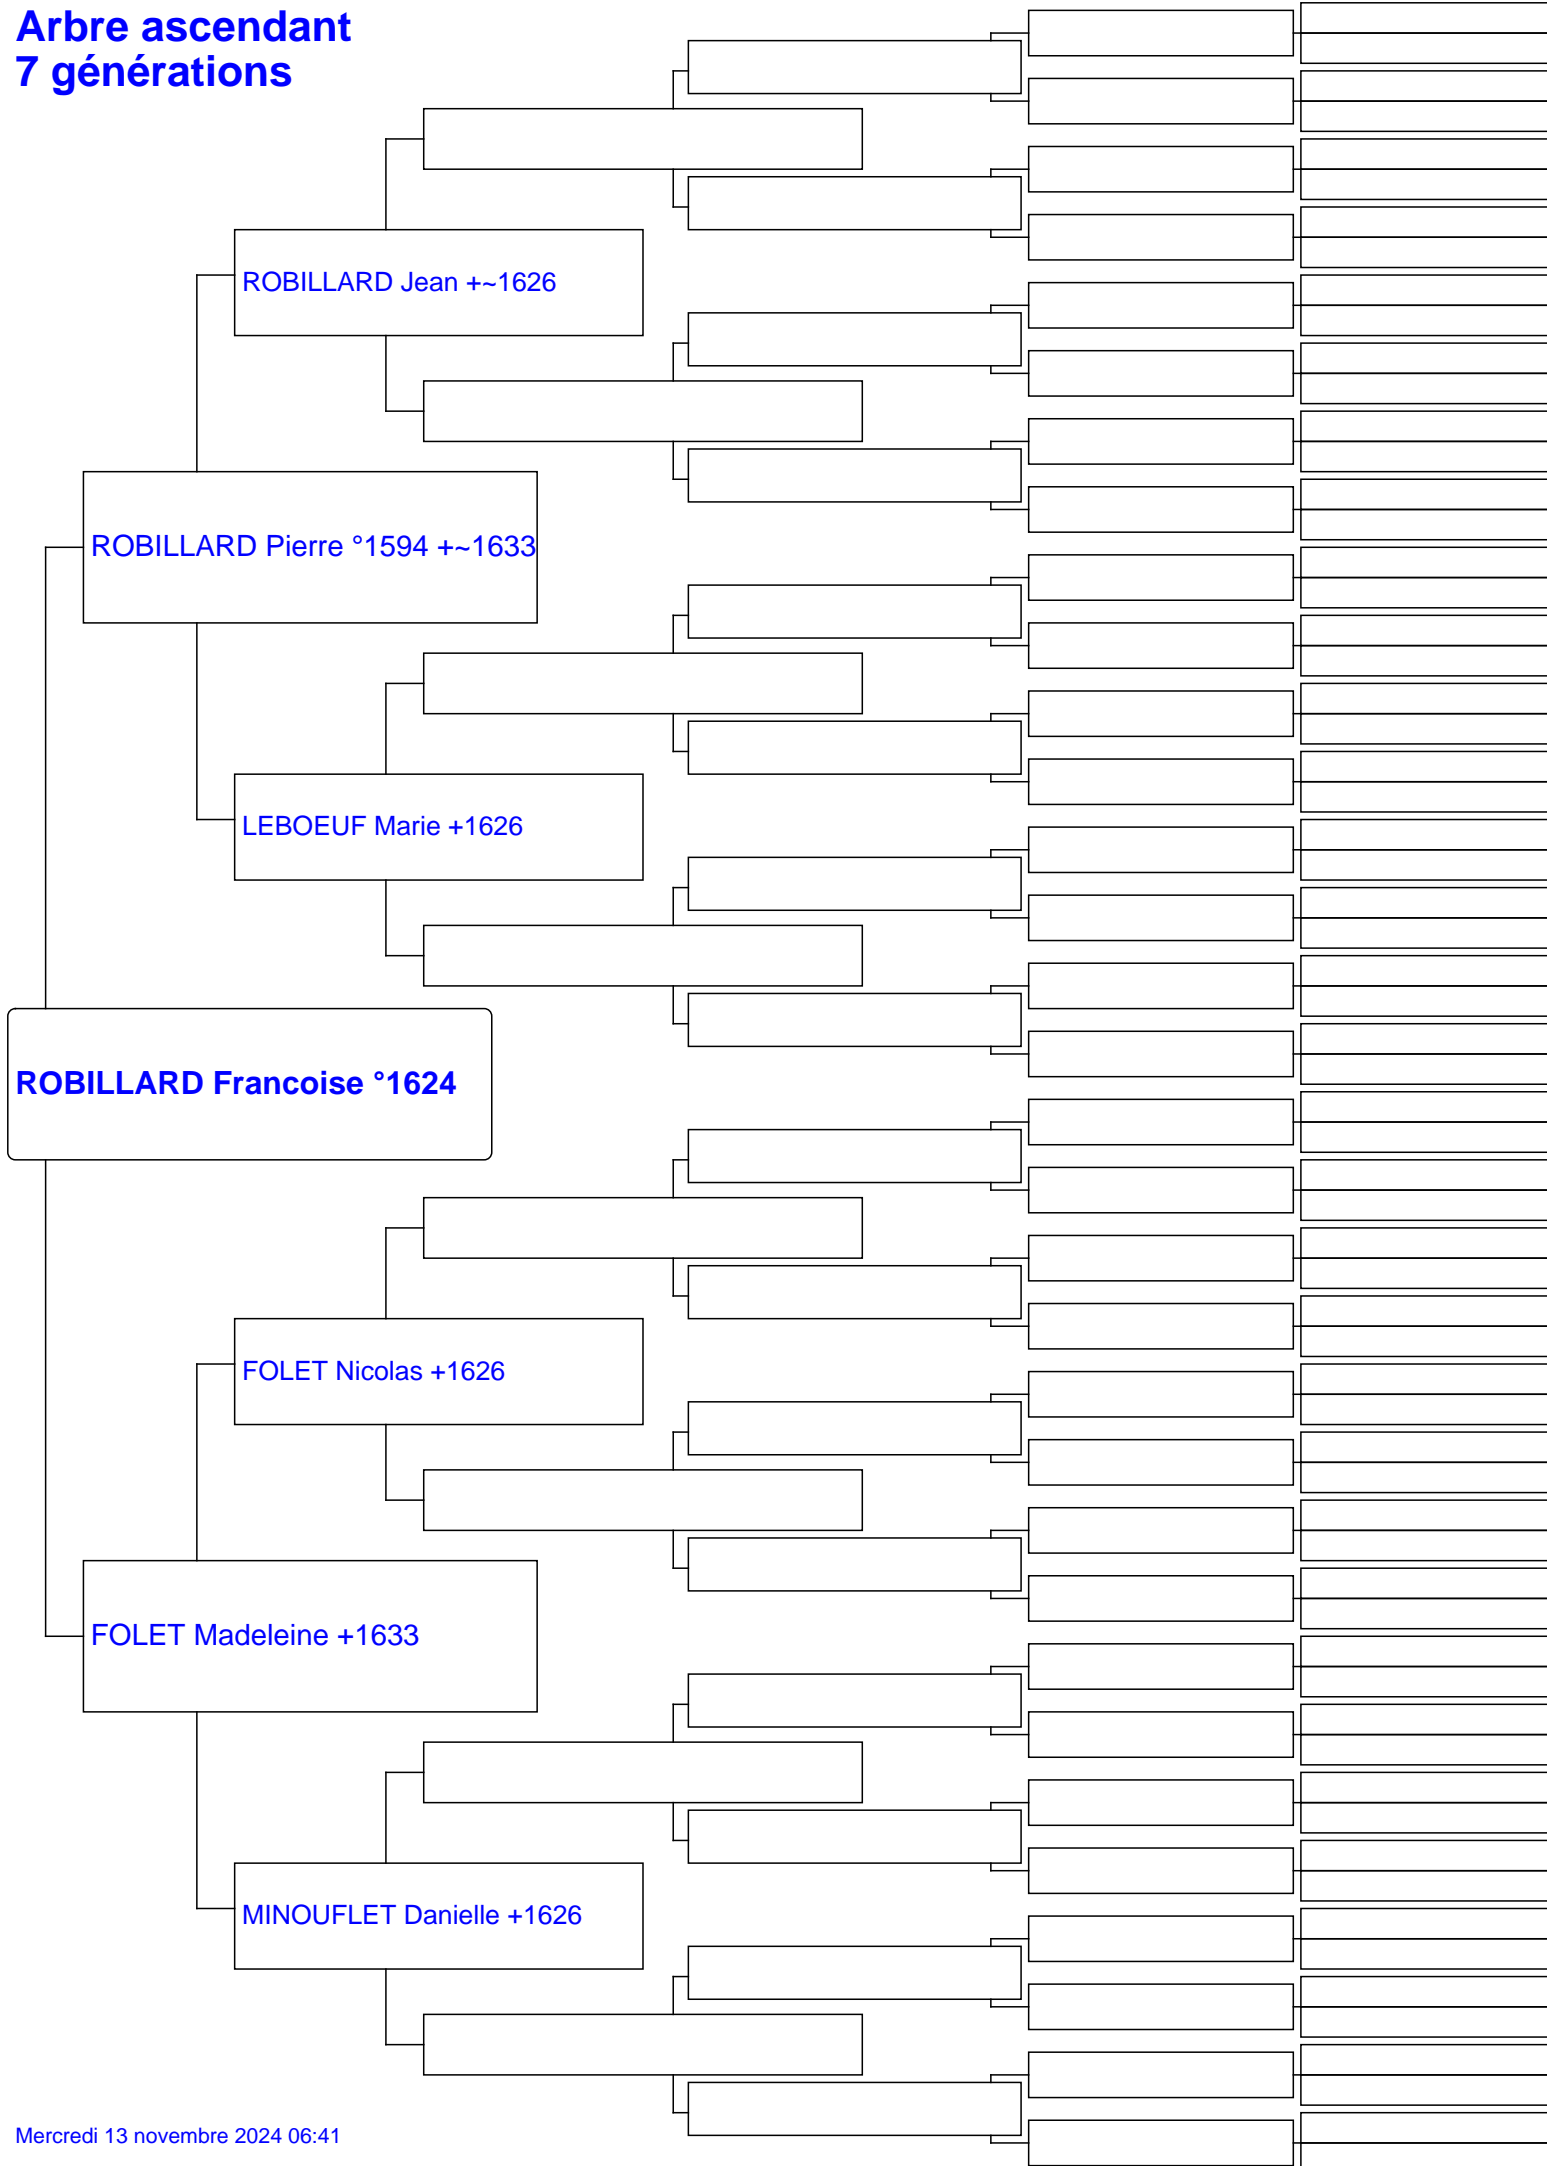 Arbre ascendant
7 générations
ROBILLARD Jean +~1626
ROBILLARD Pierre °1594 +~1633
LEBOEUF Marie +1626
ROBILLARD Francoise °1624
FOLET Nicolas +1626
FOLET Madeleine +1633
MINOUFLET Danielle +1626
Mercredi 13 novembre 2024 06:41